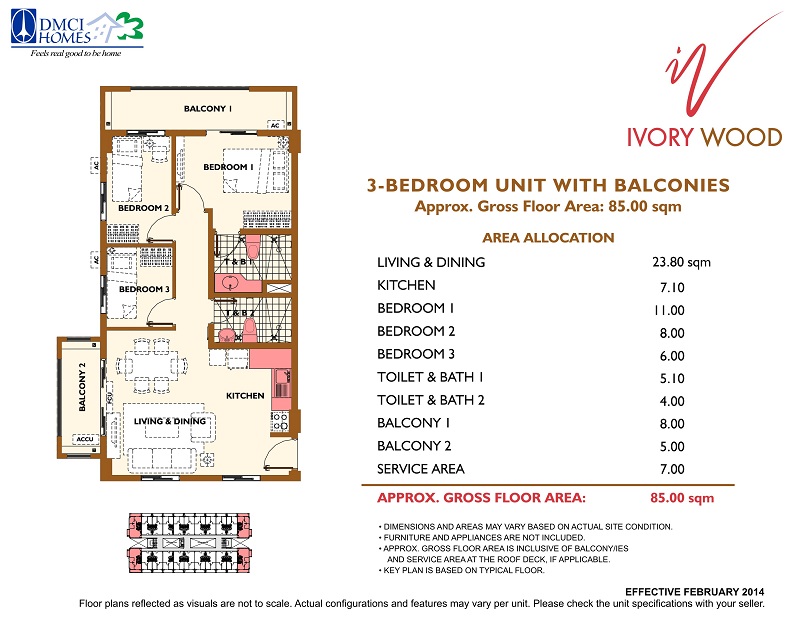 DMCI
HOMES
Feels real good to be home
IVORY WOOD
3-BEDROOM UNIT WITH BALCONIES
Approx. Gross Floor Area: 85.00 sqm
AREA ALLOCATION
LIVING & DINING 23.80 sqm
KITCHEN 7.10
BEDROOM 1 11.00
BEDROOM 2 8.00
BEDROOM 3 6.00
TOILET & BATH 1 5.10
TOILET & BATH 2 4.00
BALCONY 1 8.00
BALCONY 2 5.00
SERVICE AREA 7.00
APPROX. GROSS FLOOR AREA: 85.00 sqm
• DIMENSIONS AND AREAS MAY VARY BASED ON ACTUAL SITE CONDITION.
• FURNITURE AND APPLIANCES ARE NOT INCLUDED.
• APPROX. GROSS FLOOR AREA IS INCLUSIVE OF BALCONY/IES
AND SERVICE AREA AT THE ROOF DECK, IF APPLICABLE.
• KEY PLAN IS BASED ON TYPICAL FLOOR.
BALCONY 1
AC
AC
BEDROOM 1
BEDROOM 2
T & B 1
AC
BEDROOM 3
T & B 2
BALCONY 2
FCU
KITCHEN
LIVING & DINING
ACCU
EFFECTIVE FEBRUARY 2014
Floor plans reflected as visuals are not to scale. Actual configurations and features may vary per unit. Please check the unit specifications with your seller.